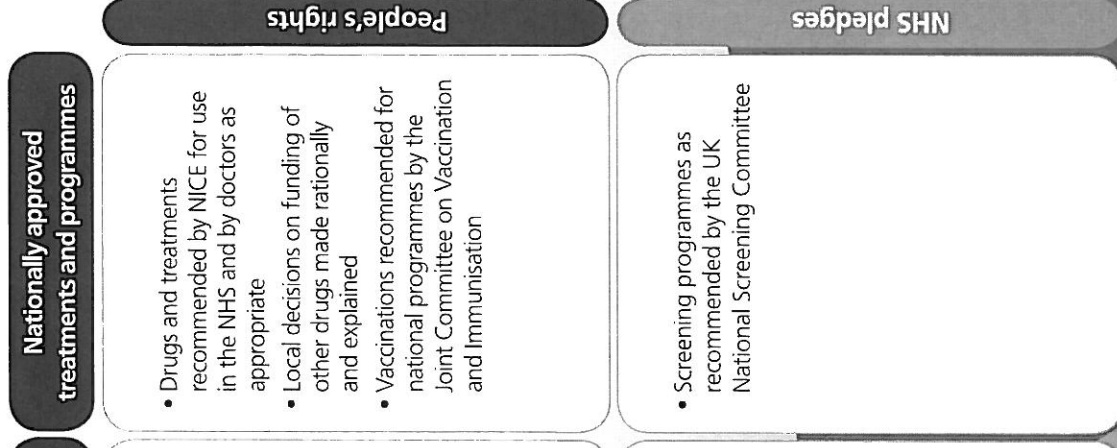 Nationally approved
treatments and programmes
People's rights
• Drugs and treatments
recommended by NICE for use
in the NHS and by doctors as
appropriate
• Local decisions on funding of
other drugs made rationally
and explained
• Vaccinations recommended for
national programmes by the
Joint Committee on Vaccination
and Immunisation
NHS pledges
• Screening programmes as
recommended by the UK
National Screening Committee